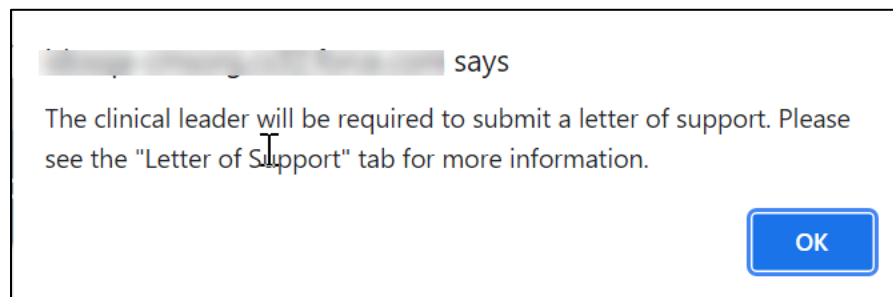 says
The clinical leader will be required to submit a letter of support. Please
see the "Letter of Support" tab for more information.
OK